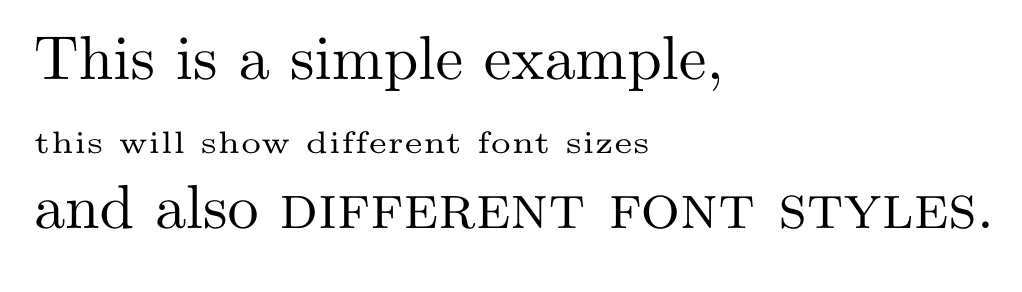 This is a simple example,
this will show different font sizes
and also DIFFERENT FONT STYLES.